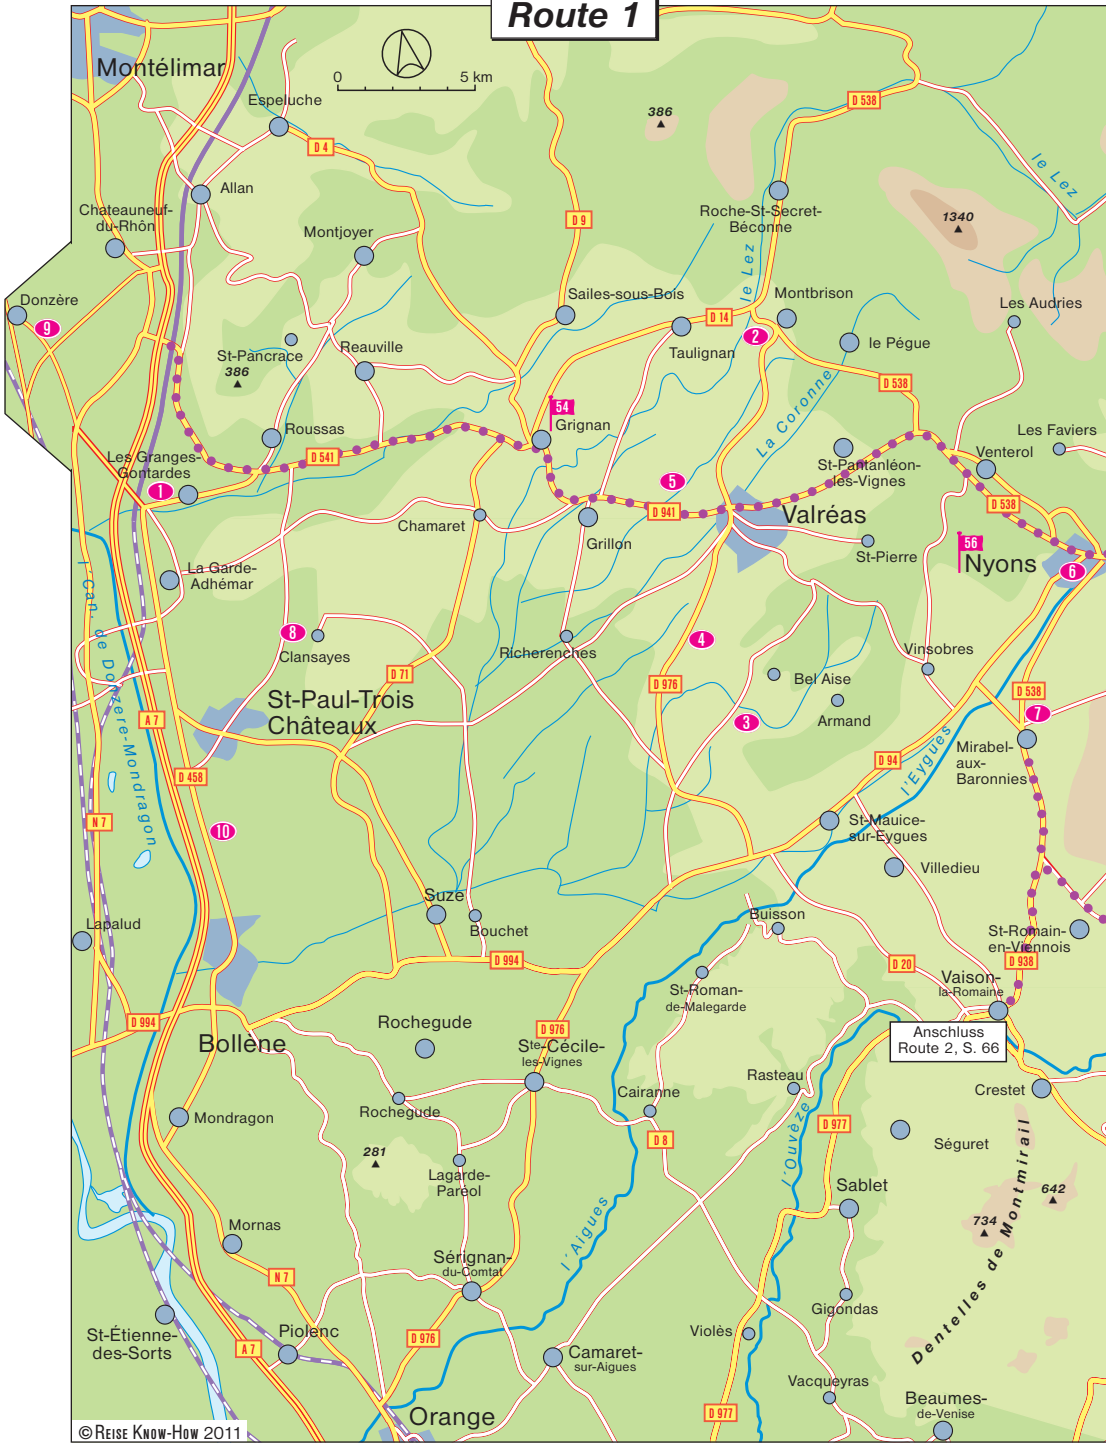 Route 1
Montélimar
0
5 km
Espeluche
D 4
386
D 538
le Lez
Allan
Chateauneuf-
du-Rhôn
D 9
Roche-St-Secret-
Béconne
1340
Montjoyer
le Lez
Donzère
9
Sailes-sous-Bois
D 14
Montbrison
Les Audries
2
St-Pancrace
386
Reauville
Taulignan
le Pégue
D 538
La Coronne
54
Grignan
Roussas
Les Granges-
Gontardes
D 541
1
St-Pantanléon-
les-Vignes
Venterol
Les Faviers
5
D 941
D 538
Chamaret
Grillon
Valréas
St-Pierre
56
Nyons
6
l'Can. de Donzere-Mondragon
La Garde-
Adhémar
8
Clansayes
Richerenches
4
Vinsobres
D 71
St-Paul-Trois
Châteaux
D 976
Bel Aise
Armand
D 538
7
A 7
3
Mirabel-
aux-
Baronnies
l'Eygues
D 458
D 94
N 7
10
St-Mauice-
sur-Eygues
Villedieu
Suze
Bouchet
Lapalud
Buisson
St-Romain-
en-Viennois
D 994
D 20
D 938
St-Roman-
de-Malegarde
Vaison-
la-Romaine
D 994
Bollène
Rochegude
D 976
Ste-Cécile-
les-Vignes
Anschluss
Route 2, S. 66
Rasteau
Cairanne
Crestet
Rochegude
Mondragon
D 8
l'Ouvèze
D 977
Séguret
281
Lagarde-
Paréol
Sablet
642
734
Dentelles de Montmirail
Mornas
l'Aigues
Sérignan-
du-Comtat
N 7
Gigondas
St-Étienne-
des-Sorts
Piolenc
D 976
Violès
A 7
Camaret-
sur-Aigues
Vacqueyras
D 977
Beaumes-
de-Venise
Orange
© REISE KNOW-HOW 2011